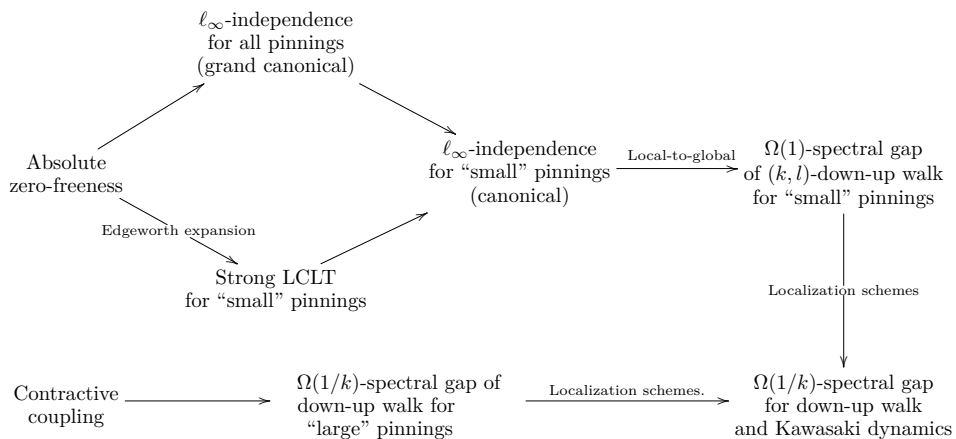 ℓ∞-independence
for all pinnings
(grand canonical)
Absolute
zero-freeness
ℓ∞-independence
for “small” pinnings
(canonical)
Local-to-global
Ω(1)-spectral gap
of (k, l)-down-up walk
for “small” pinnings
Edgeworth expansion
Strong LCLT
for “small” pinnings
Localization schemes
Contractive
coupling
Ω(1/k)-spectral gap of
down-up walk for
“large” pinnings
Localization schemes.
Ω(1/k)-spectral gap
for down-up walk
and Kawasaki dynamics